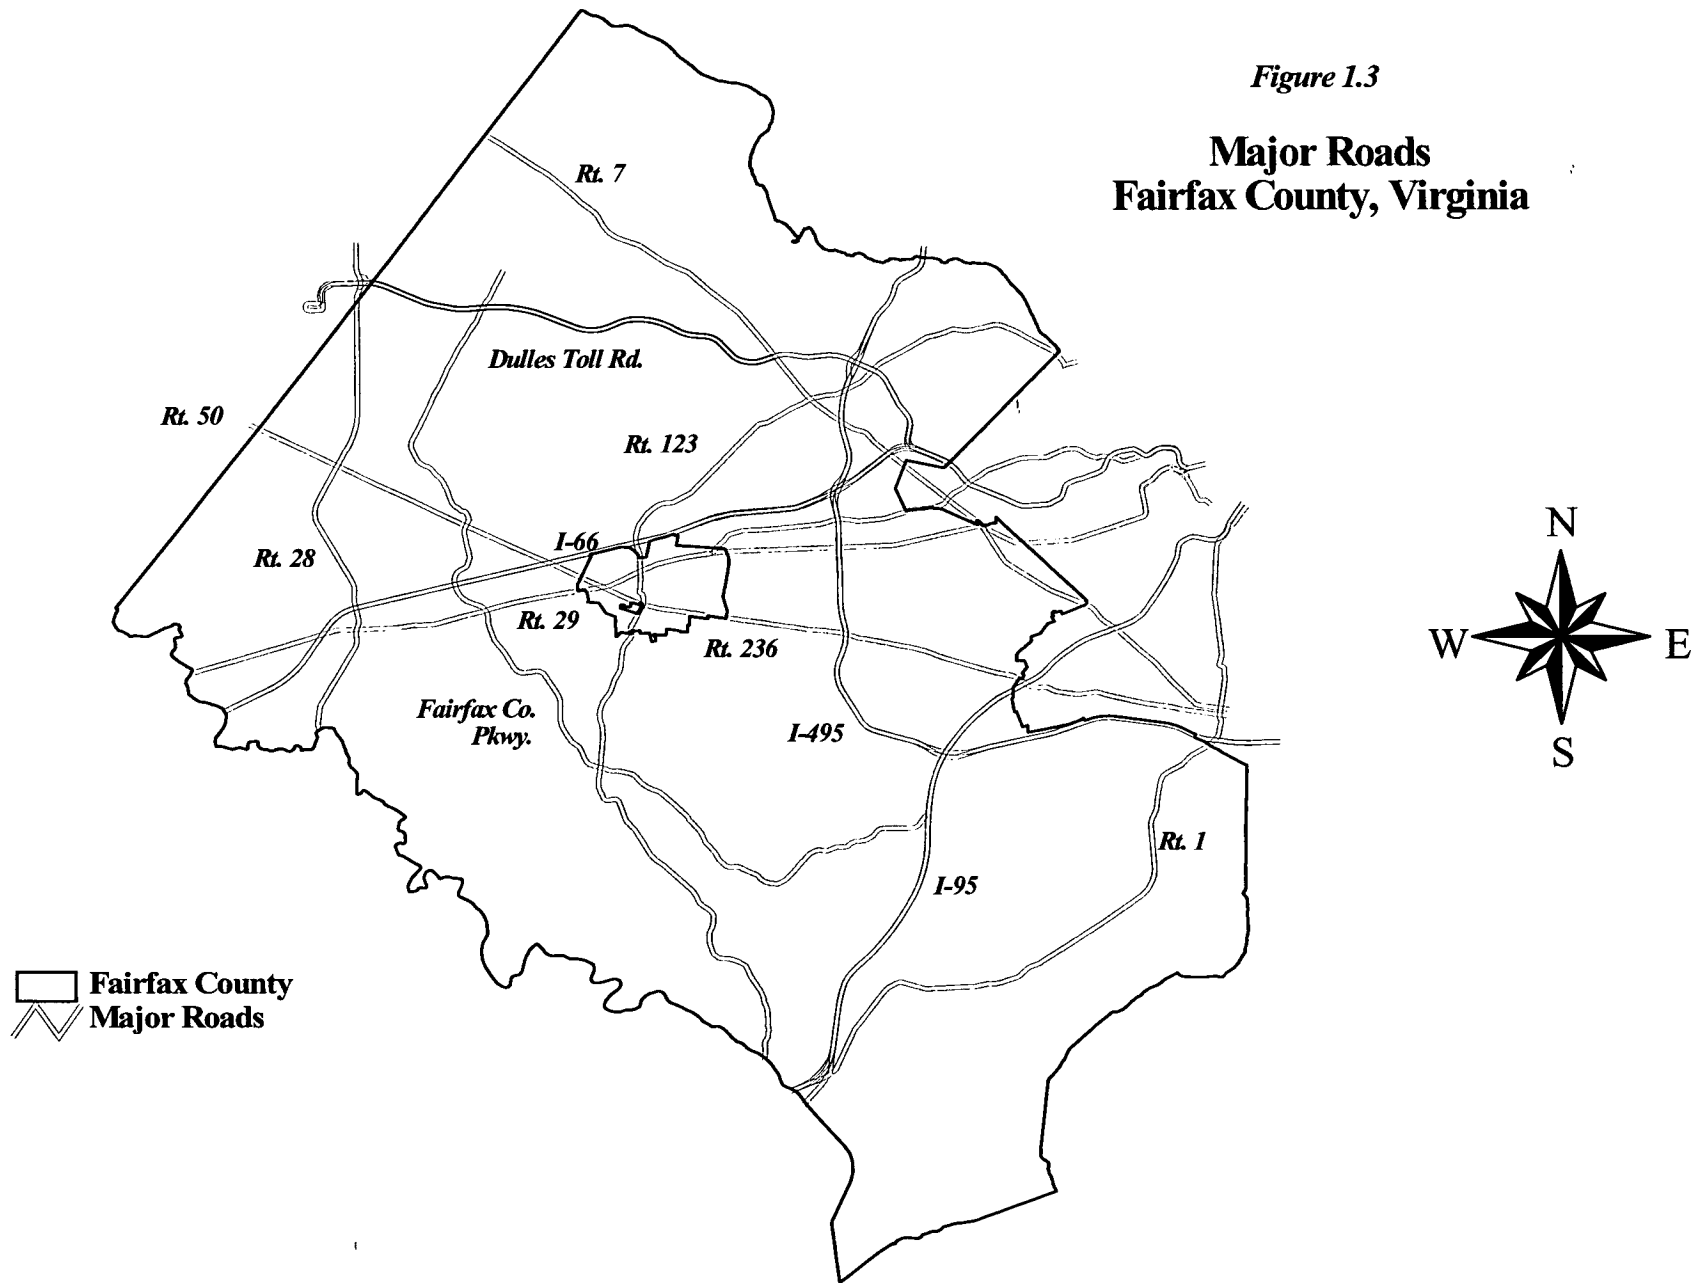 Figure 1.3
Major Roads
Fairfax County, Virginia
Rt. 7
Dulles Toll Rd.
Rt. 50
Rt. 123
I-66
Rt. 28
Rt. 29
Rt. 236
Fairfax Co.
Pkwy.
I-495
Rt. 1
I-95
N
W
E
S
Fairfax County
Major Roads